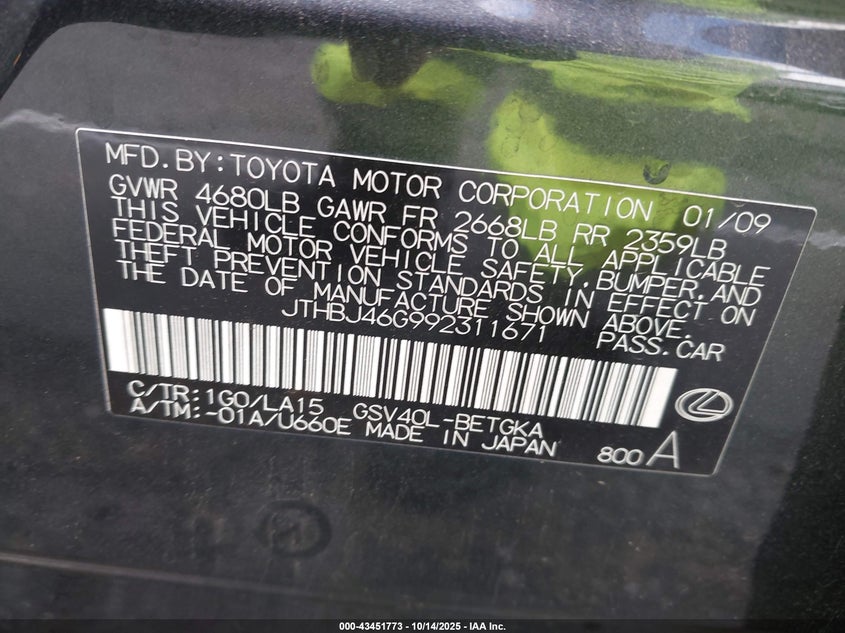 MFD.BY:TOYOTA MOTOR CORPORATION 01/09
GVWR 4680LB GAWR FR 2668LB RR 2359LB
THIS VEHICLE CONFORMS TO ALL APPLICABLE
FEDERAL MOTOR VEHICLE SAFETY,BUMPER,AND
THEFT PREVENTION STANDARDS IN EFFECT ON
THE DATE OF MANUFACTURE SHOWN ABOVE.
JTHBJ46G992311671 PASS.CAR
C/TR:1G0/LA15 GSV40L-BETGKA
A/TM:-01A/U660E MADE IN JAPAN
800A
000-43451773 - 10/14/2025 - IAA Inc.